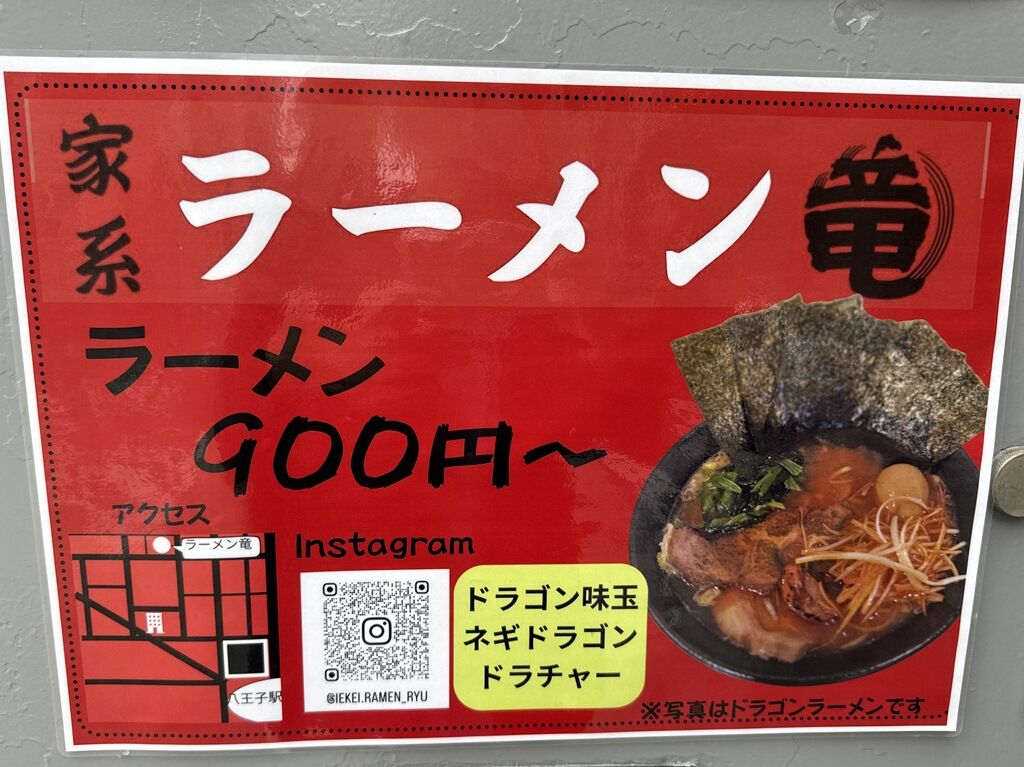 家系
ラーメン
竜
ラーメン
900円~
アクセス
ラーメン竜
八王子駅
Instagram
@IEKEI.RAMEN_RYU
ドラゴン味玉
ネギドラゴン
ドラチャー
※写真はドラゴンラーメンです